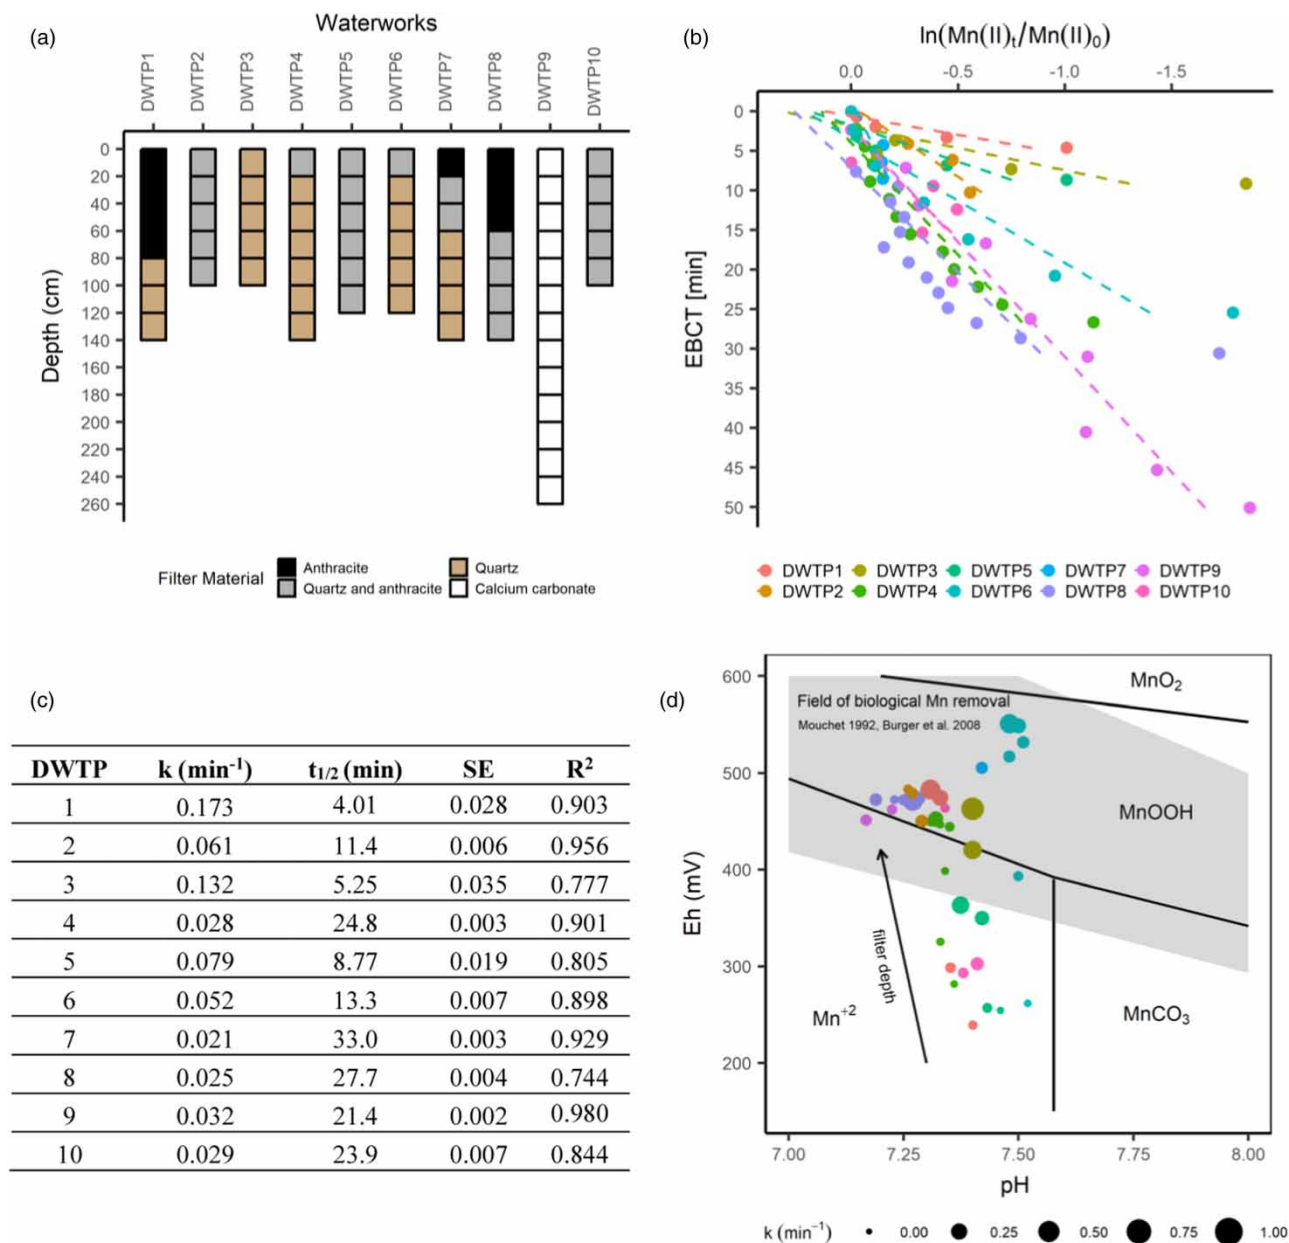 (a)
Waterworks
DWTP1 DWTP2 DWTP3 DWTP4 DWTP5 DWTP6 DWTP7 DWTP8 DWTP9 DWTP10
Depth (cm)
0
20
40
60
80
100
120
140
160
180
200
220
240
260
Filter Material
Anthracite
Quartz and anthracite
Quartz
Calcium carbonate
(b)
ln(Mn(II)t/Mn(II)0)
0.0 -0.5 -1.0 -1.5
EBCT [min]
0
5
10
15
20
25
30
35
40
45
50
DWTP1 DWTP3 DWTP5 DWTP7 DWTP9
DWTP2 DWTP4 DWTP6 DWTP8 DWTP10
(c)
DWTP k (min-1) t1/2 (min) SE R2
1 0.173 4.01 0.028 0.903
2 0.061 11.4 0.006 0.956
3 0.132 5.25 0.035 0.777
4 0.028 24.8 0.003 0.901
5 0.079 8.77 0.019 0.805
6 0.052 13.3 0.007 0.898
7 0.021 33.0 0.003 0.929
8 0.025 27.7 0.004 0.744
9 0.032 21.4 0.002 0.980
10 0.029 23.9 0.007 0.844
(d)
Eh (mV)
600
500
400
300
200
MnO2
Field of biological Mn removal
Mouchet 1992, Burger et al. 2008
MnOOH
filter depth
Mn+2
MnCO3
7.00 7.25 7.50 7.75 8.00
pH
k (min−1) 0.00 0.25 0.50 0.75 1.00